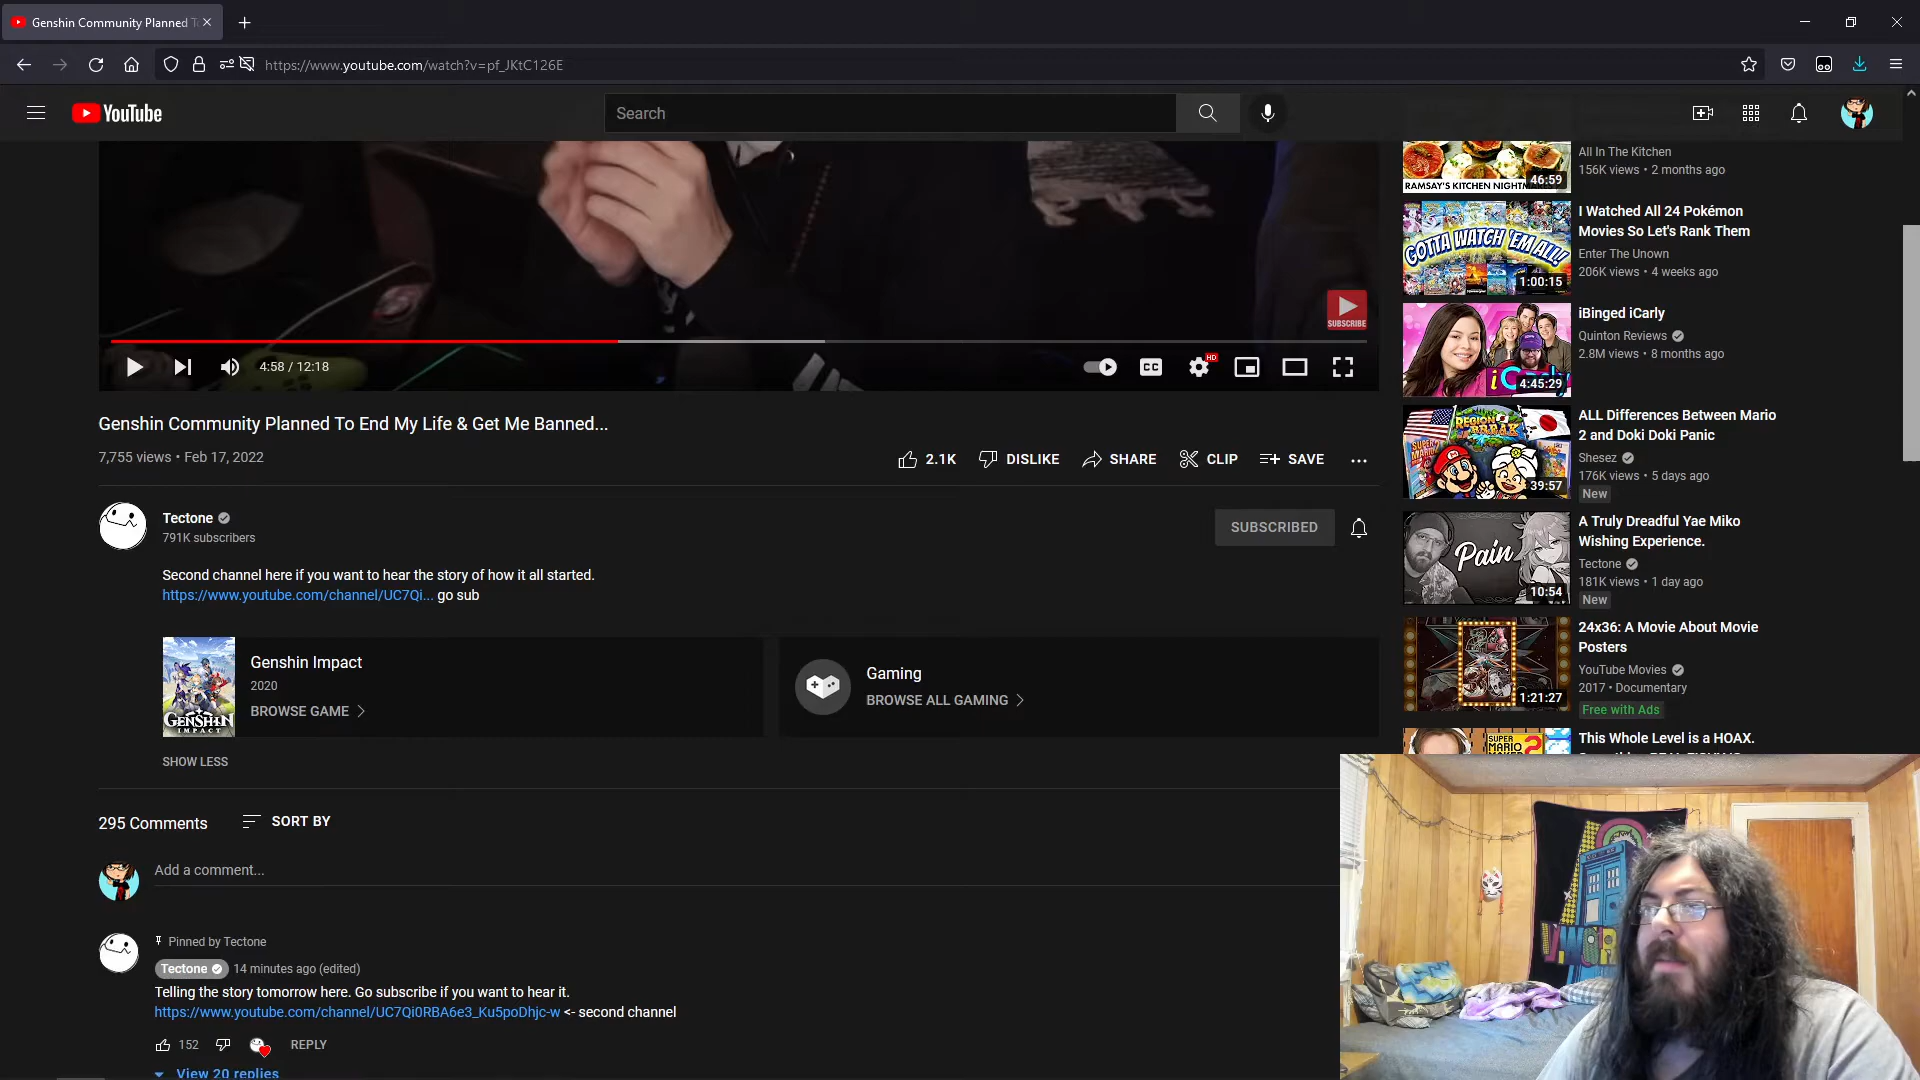 Genshin Community Planned T
https://www.youtube.com/watch?v=pf_JKtC126E
YouTube
Search
RAMSAY'S KITCHEN NIGHTM
46:59
All In The Kitchen
156K views • 2 months ago
GOTTA WATCH 'EM ALL!
1:00:15
I Watched All 24 Pokémon
Movies So Let's Rank Them
Enter The Unown
206K views • 4 weeks ago
SUBSCRIBE
4:58 / 12:18
CC
HD
4:45:29
iBinged iCarly
Quinton Reviews
2.8M views • 8 months ago
Genshin Community Planned To End My Life & Get Me Banned...
7,755 views • Feb 17, 2022
2.1K
DISLIKE
SHARE
CLIP
SAVE
REGION BREAK
39:57
ALL Differences Between Mario
2 and Doki Doki Panic
Shesez
176K views • 5 days ago
New
Tectone
791K subscribers
SUBSCRIBED
Second channel here if you want to hear the story of how it all started.
https://www.youtube.com/channel/UC7Qi... go sub
Pain
10:54
A Truly Dreadful Yae Miko
Wishing Experience.
Tectone
181K views • 1 day ago
New
GENSHIN
IMPACT
Genshin Impact
2020
BROWSE GAME
Gaming
BROWSE ALL GAMING
1:21:27
24x36: A Movie About Movie
Posters
YouTube Movies
2017 • Documentary
Free with Ads
SHOW LESS
SUPER
MARIO
This Whole Level is a HOAX.
295 Comments
SORT BY
Add a comment...
Pinned by Tectone
Tectone
14 minutes ago (edited)
Telling the story tomorrow here. Go subscribe if you want to hear it.
https://www.youtube.com/channel/UC7Qi0RBA6e3_Ku5poDhjc-w <- second channel
152
REPLY
View 20 replies